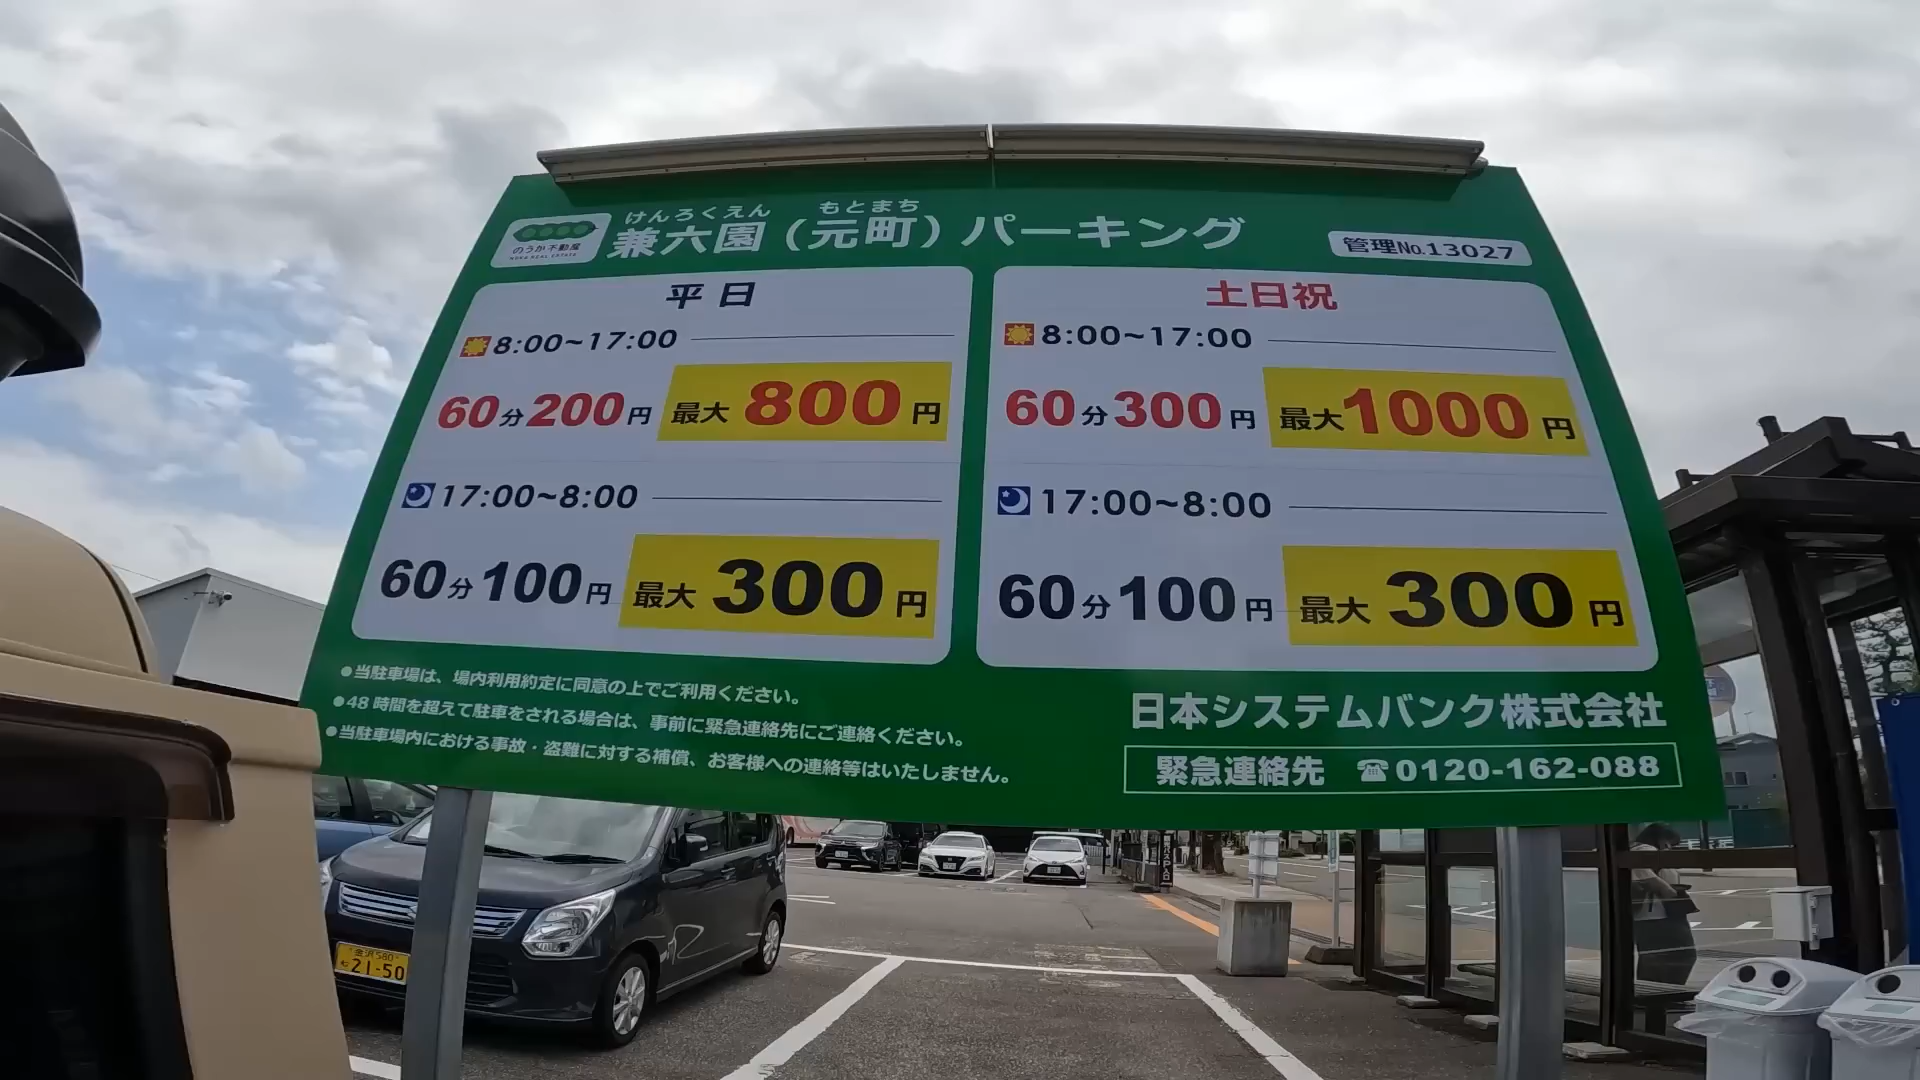 けんろくえん もとまち
兼六園（元町）パーキング
のうか不動産
NOKA REAL ESTATE
管理No.13027
平日
8:00~17:00
60分200円 最大 800円
17:00~8:00
60分100円 最大 300円
土日祝
8:00~17:00
60分300円 最大1000円
17:00~8:00
60分100円 最大 300円
●当駐車場は、場内利用約定に同意の上でご利用ください。
●48時間を超えて駐車をされる場合は、事前に緊急連絡先にご連絡ください。
●当駐車場内における事故・盗難に対する補償、お客様への連絡等はいたしません。
日本システムバンク株式会社
緊急連絡先 ☎0120-162-088
金沢 580
21-50